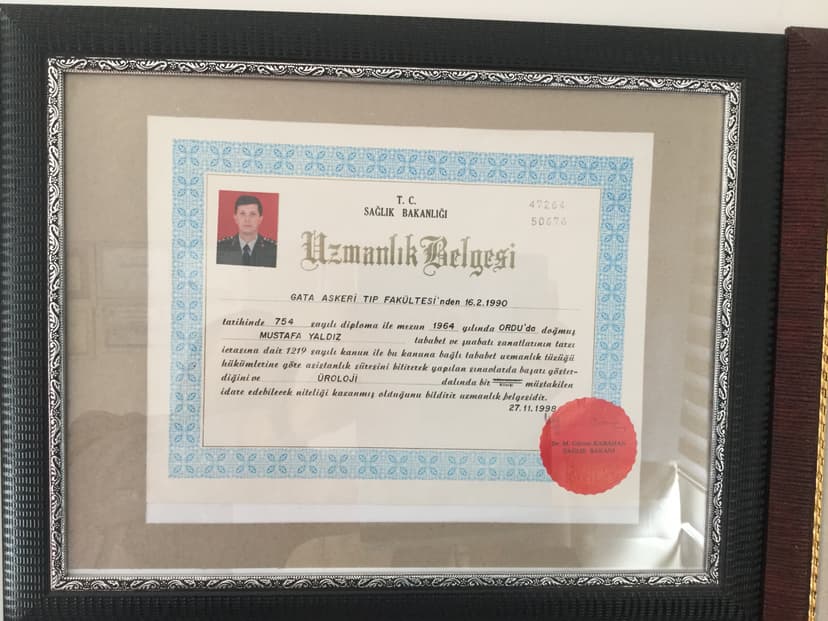 T. C.
SAĞLIK BAKANLIĞI
47264
50676
Uzmanlık Belgesi
GATA ASKERİ TIP FAKÜLTESİ'nden 16.2.1990
tarihinde 754 sayılı diploma ile mezun 1964 yılında ORDU'da doğmuş
MUSTAFA YALDIZ tababet ve şuabatı sanatlarının tarzı
icrasına dair 1219 sayılı kanun ile bu kanuna bağlı tababet uzmanlık tüzüğü
hükümlerine göre asistanlık süresini bitirerek yapılan sınavlarda başarı göster-
diğini ve ÜROLOJİ dalında bir müstakilen
idare edebilecek niteliği kazanmış olduğunu bildirir uzmanlık belgesidir.
27.11.1998
SAĞLIK BAKANI